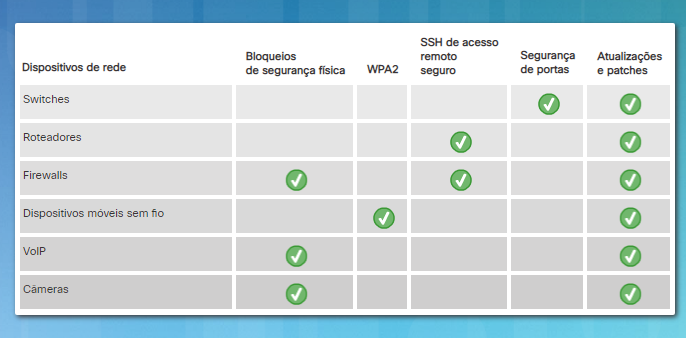 Dispositivos de rede
Bloqueios
de segurança física
WPA2
SSH de acesso
remoto
seguro
Segurança
de portas
Atualizações
e patches
Switches
Roteadores
Firewalls
Dispositivos móveis sem fio
VoIP
Câmeras